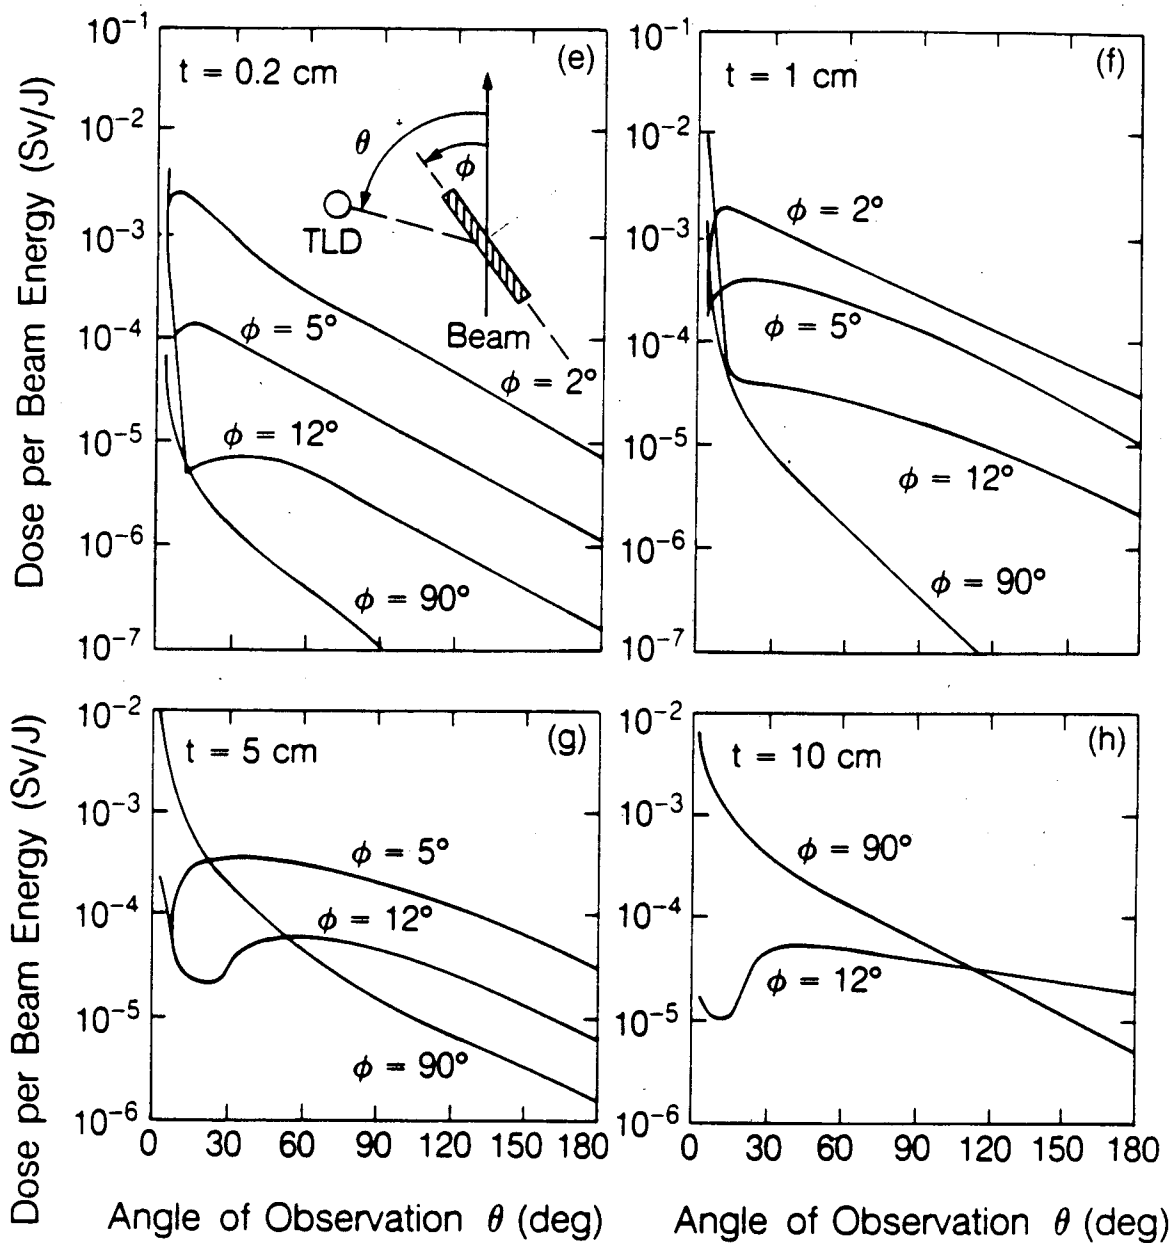 Dose per Beam Energy (Sv/J)
10⁻¹
10⁻²
10⁻³
10⁻⁴
10⁻⁵
10⁻⁶
10⁻⁷
t = 0.2 cm
(e)
θ
ϕ
TLD
Beam
ϕ = 5°
ϕ = 2°
ϕ = 12°
ϕ = 90°
10⁻¹
10⁻²
10⁻³
10⁻⁴
10⁻⁵
10⁻⁶
10⁻⁷
t = 1 cm
(f)
ϕ = 2°
ϕ = 5°
ϕ = 12°
ϕ = 90°
Dose per Beam Energy (Sv/J)
10⁻²
10⁻³
10⁻⁴
10⁻⁵
10⁻⁶
t = 5 cm
(g)
ϕ = 5°
ϕ = 12°
ϕ = 90°
0 30 60 90 120 150 180
Angle of Observation θ (deg)
10⁻²
10⁻³
10⁻⁴
10⁻⁵
10⁻⁶
t = 10 cm
(h)
ϕ = 90°
ϕ = 12°
0 30 60 90 120 150 180
Angle of Observation θ (deg)